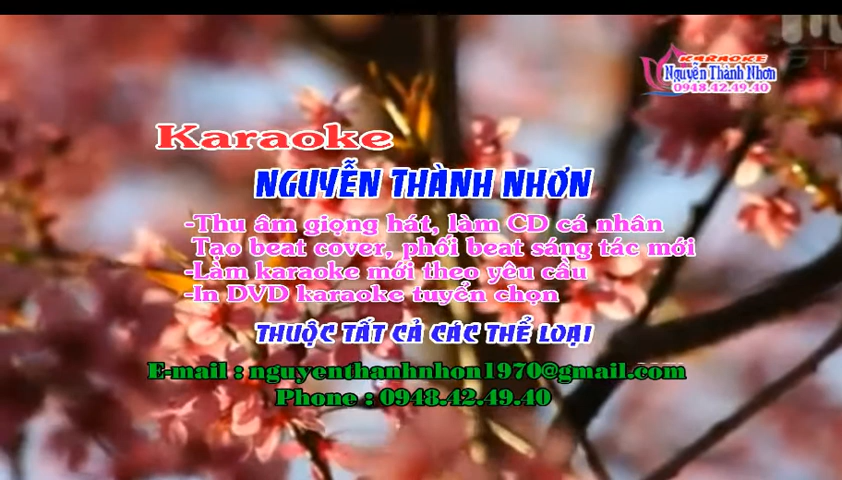 KARAOKE
Nguyễn Thành Nhơn
0948.42.49.40
Karaoke
NGUYỄN THÀNH NHƠN
-Thu âm giọng hát, làm CD cá nhân
Tạo beat cover, phối beat sáng tác mới
-Làm karaoke mới theo yêu cầu
-In DVD karaoke tuyển chọn
THUỘC TẤT CẢ CÁC THỂ LOẠI
E-mail : nguyenthanhnhon1970@gmail.com
Phone : 0948.42.49.40